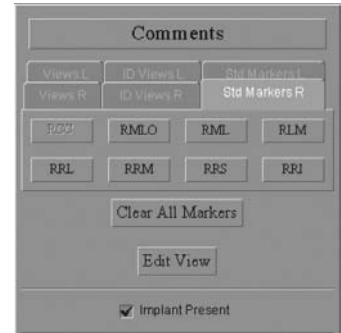 Comments
Views L ID Views L Std Markers L
Views R ID Views R Std Markers R
RCC RMLO RML RLM
RRL RRM RRS RRI
Clear All Markers
Edit View
Implant Present